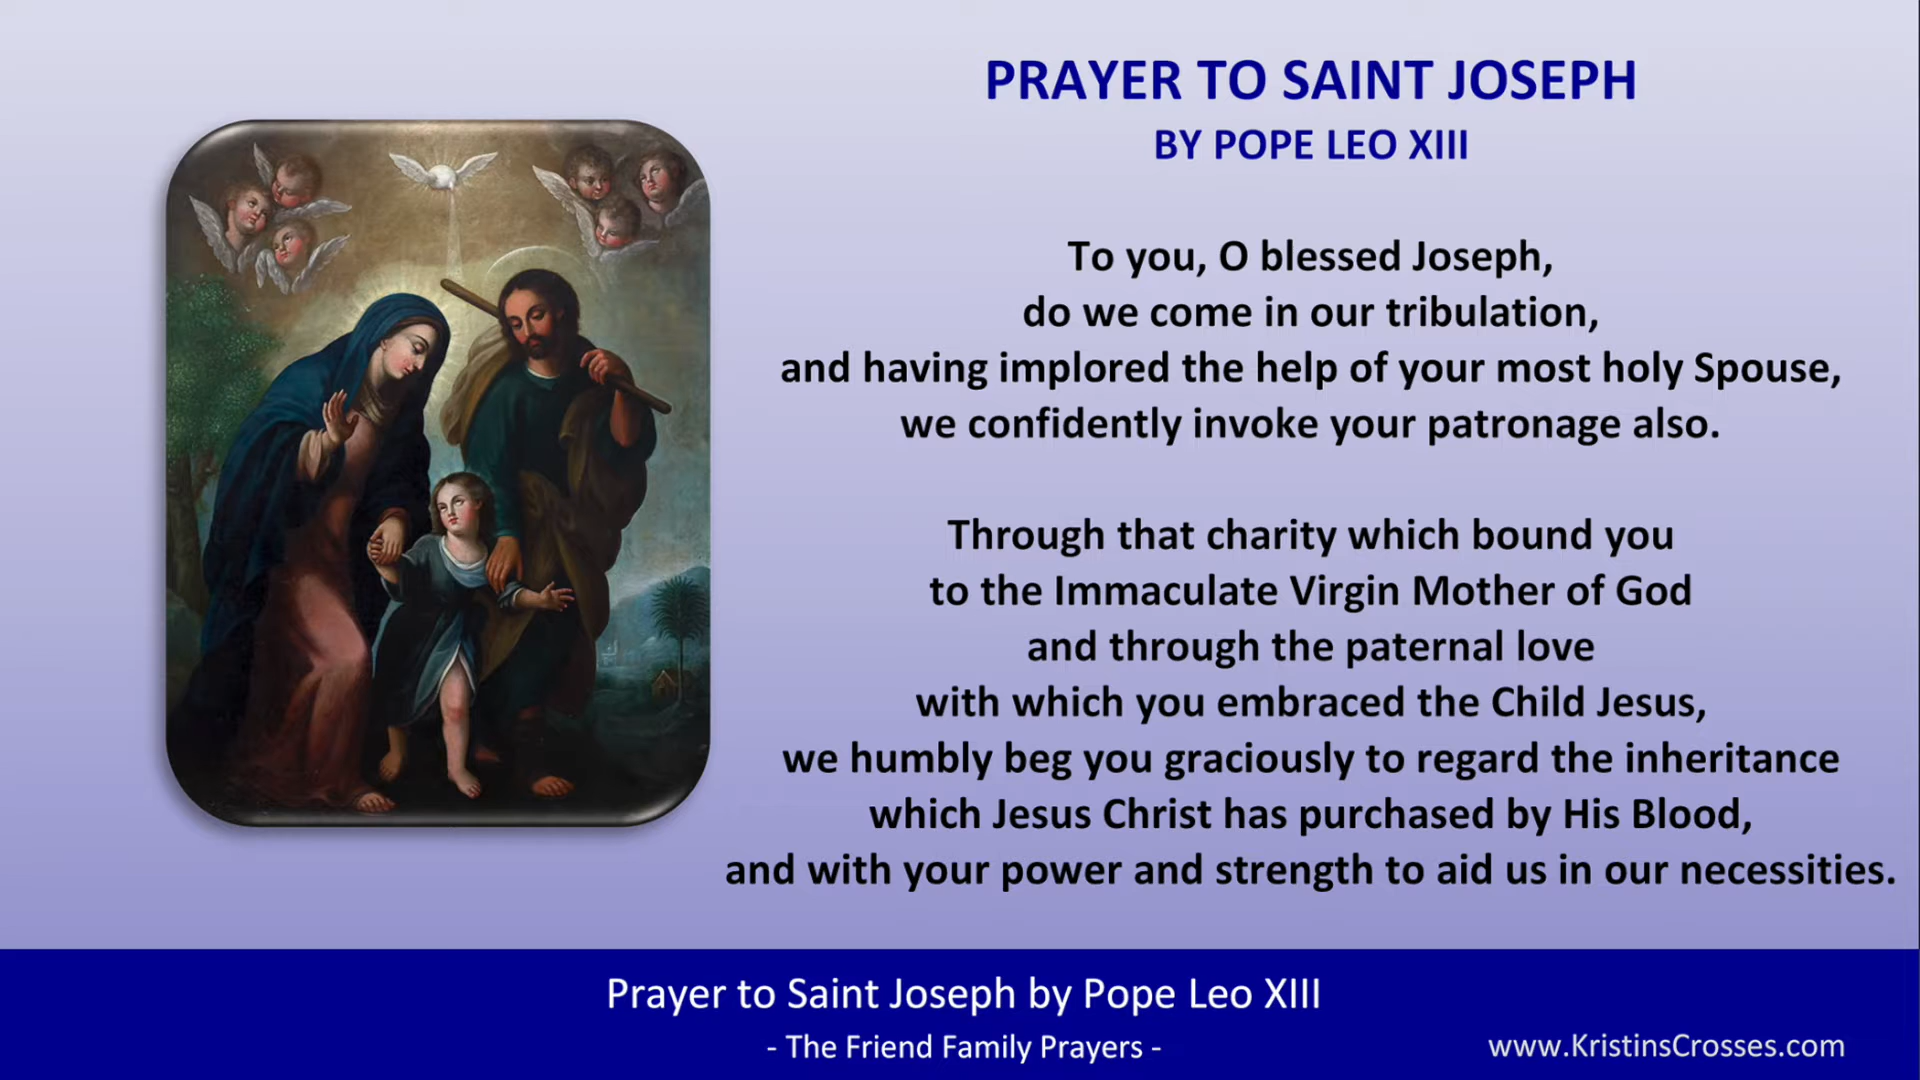 PRAYER TO SAINT JOSEPH
BY POPE LEO XIII
To you, O blessed Joseph,
do we come in our tribulation,
and having implored the help of your most holy Spouse,
we confidently invoke your patronage also.
Through that charity which bound you
to the Immaculate Virgin Mother of God
and through the paternal love
with which you embraced the Child Jesus,
we humbly beg you graciously to regard the inheritance
which Jesus Christ has purchased by His Blood,
and with your power and strength to aid us in our necessities.
Prayer to Saint Joseph by Pope Leo XIII
- The Friend Family Prayers -
www.KristinsCrosses.com